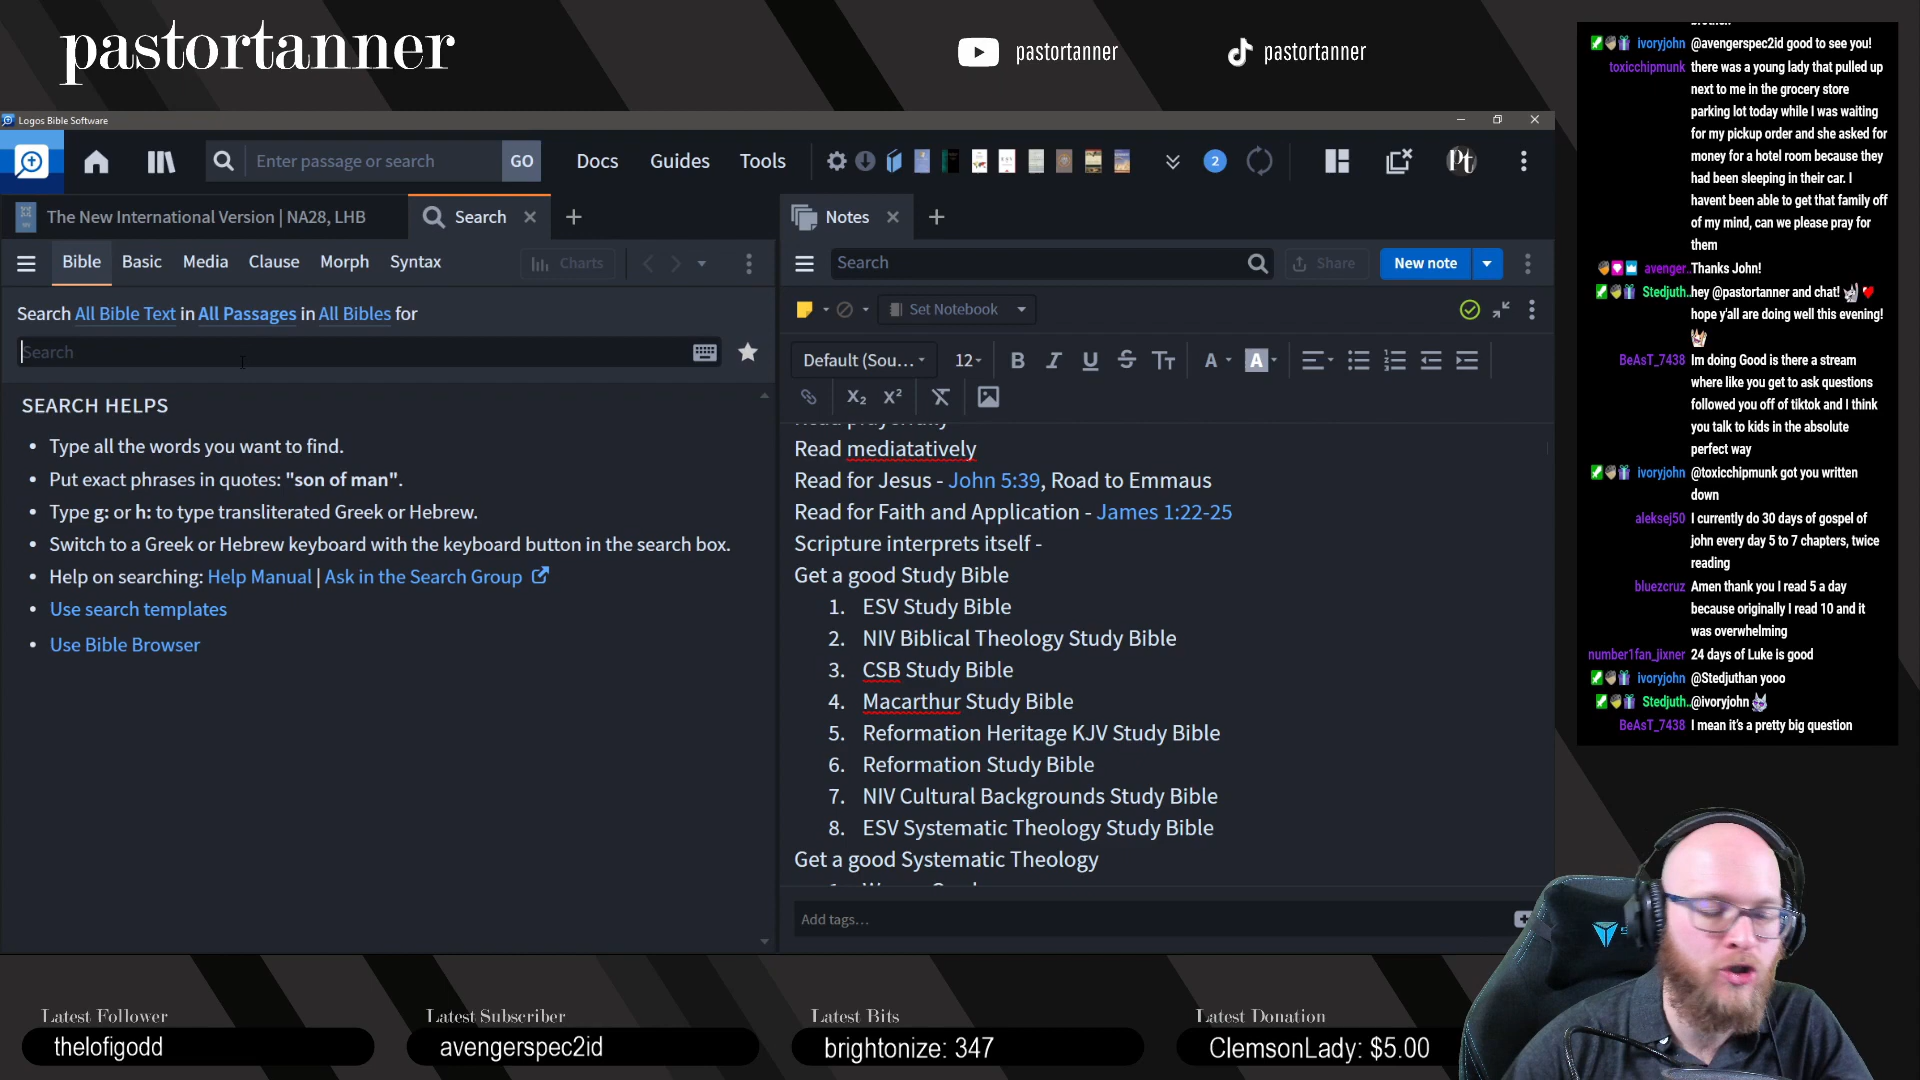 pastortanner
pastortanner
pastortanner
Logos Bible Software
Enter passage or search
GO
Docs
Guides
Tools
2
Pt
The New International Version | NA28, LHB
Search
Bible
Basic
Media
Clause
Morph
Syntax
Charts
Search All Bible Text in All Passages in All Bibles for
Search
SEARCH HELPS
• Type all the words you want to find.
• Put exact phrases in quotes: "son of man".
• Type g: or h: to type transliterated Greek or Hebrew.
• Switch to a Greek or Hebrew keyboard with the keyboard button in the search box.
• Help on searching: Help Manual | Ask in the Search Group
• Use search templates
• Use Bible Browser
Notes
Search
Share
New note
Set Notebook
Default (Sou...
12
Read prayerfully
Read mediatatively
Read for Jesus - John 5:39, Road to Emmaus
Read for Faith and Application - James 1:22-25
Scripture interprets itself -
Get a good Study Bible
1. ESV Study Bible
2. NIV Biblical Theology Study Bible
3. CSB Study Bible
4. Macarthur Study Bible
5. Reformation Heritage KJV Study Bible
6. Reformation Study Bible
7. NIV Cultural Backgrounds Study Bible
8. ESV Systematic Theology Study Bible
Get a good Systematic Theology
Add tags...
ivoryjohn @avengerspec2id good to see you!
toxicchipmunk there was a young lady that pulled up
next to me in the grocery store
parking lot today while I was waiting
for my pickup order and she asked for
money for a hotel room because they
had been sleeping in their car. I
havent been able to get that family off
of my mind, can we please pray for
them
avenger.. Thanks John!
Stedjuth.. hey @pastortanner and chat!
hope y'all are doing well this evening!
BeAsT_7438 Im doing Good is there a stream
where like you get to ask questions
followed you off of tiktok and I think
you talk to kids in the absolute
perfect way
ivoryjohn @toxicchipmunk got you written
down
aleksej50 I currently do 30 days of gospel of
john every day 5 to 7 chapters, twice
reading
bluezcruz Amen thank you I read 5 a day
because originally I read 10 and it
was overwhelming
number1fan_jixner 24 days of Luke is good
ivoryjohn @Stedjuthan yooo
Stedjuth.. @ivoryjohn
BeAsT_7438 I mean it's a pretty big question
Latest Follower
thelofigodd
Latest Subscriber
avengerspec2id
Latest Bits
brightonize: 347
Latest Donation
ClemsonLady: $5.00